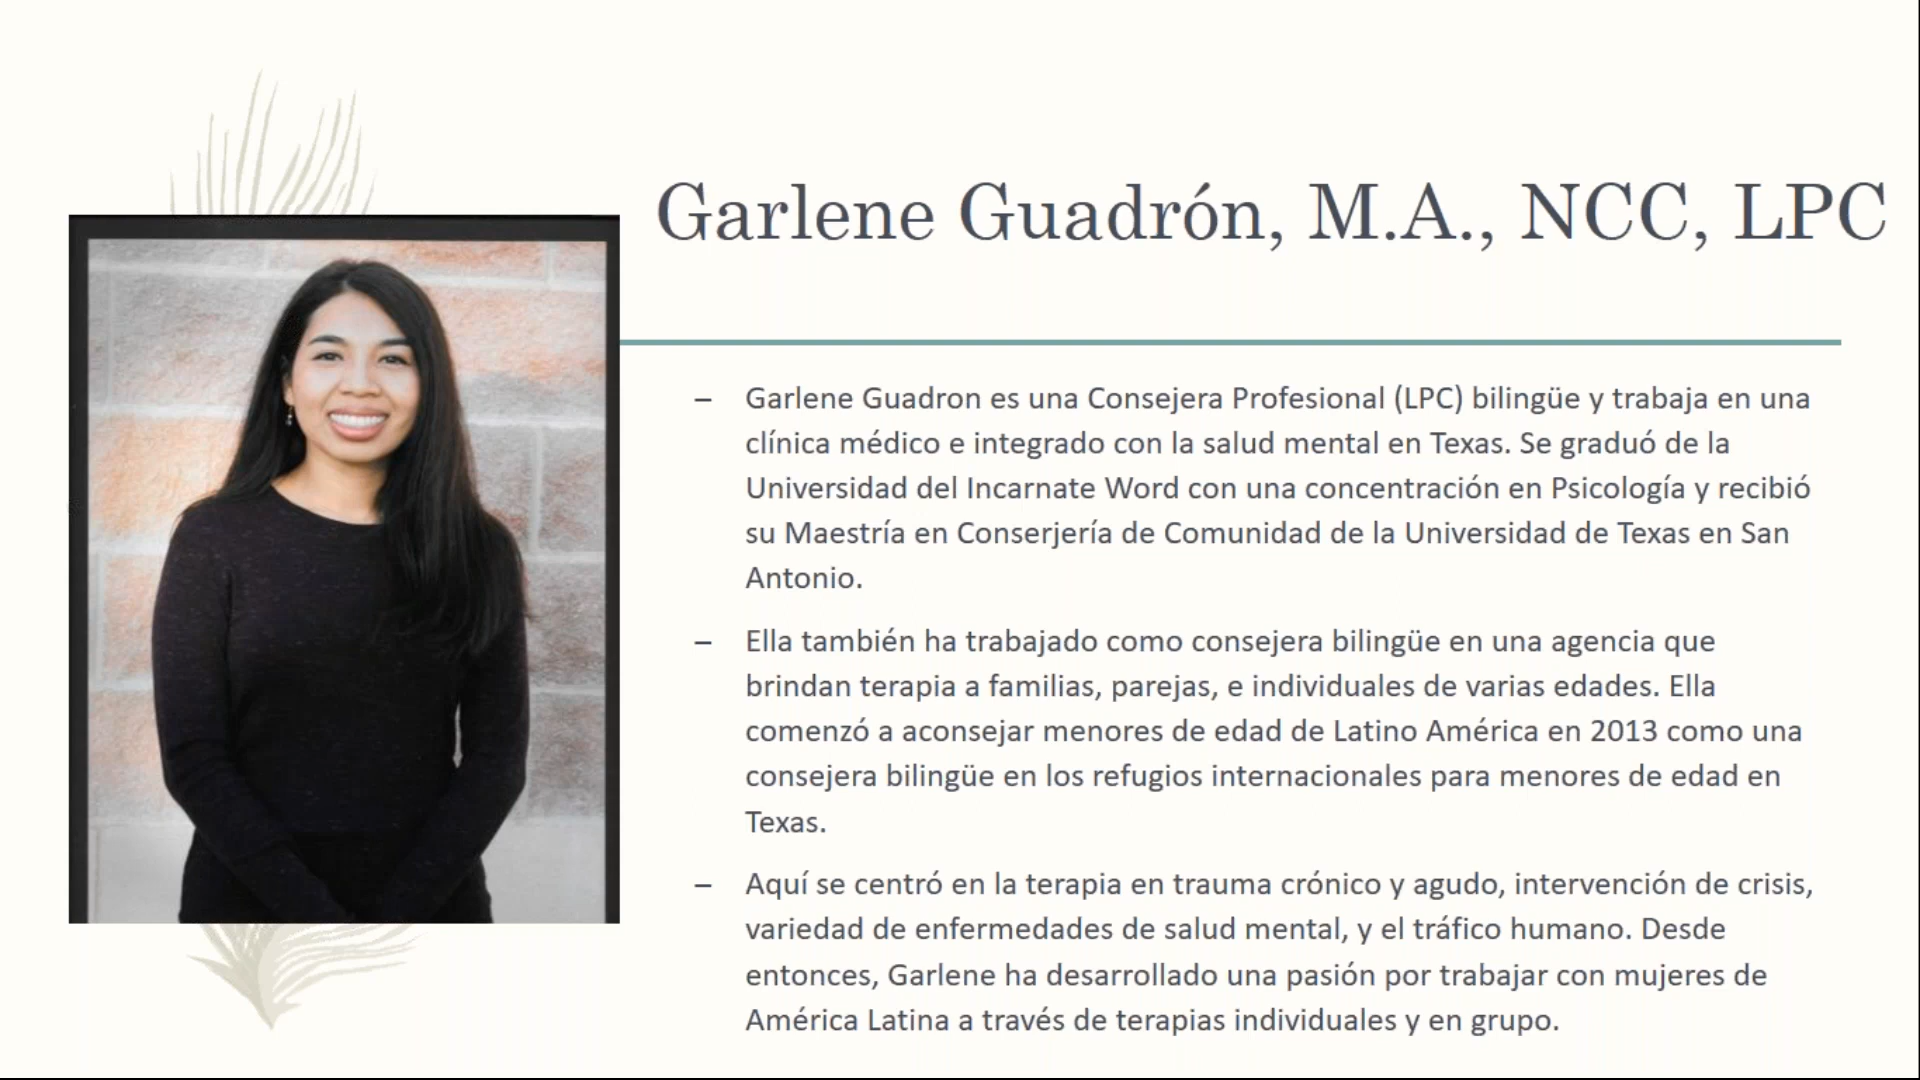 Garlene Guadrón, M.A., NCC, LPC
– Garlene Guadron es una Consejera Profesional (LPC) bilingüe y trabaja en una
clínica médico e integrado con la salud mental en Texas. Se graduó de la
Universidad del Incarnate Word con una concentración en Psicología y recibió
su Maestría en Conserjería de Comunidad de la Universidad de Texas en San
Antonio.
– Ella también ha trabajado como consejera bilingüe en una agencia que
brindan terapia a familias, parejas, e individuales de varias edades. Ella
comenzó a aconsejar menores de edad de Latino América en 2013 como una
consejera bilingüe en los refugios internacionales para menores de edad en
Texas.
– Aquí se centró en la terapia en trauma crónico y agudo, intervención de crisis,
variedad de enfermedades de salud mental, y el tráfico humano. Desde
entonces, Garlene ha desarrollado una pasión por trabajar con mujeres de
América Latina a través de terapias individuales y en grupo.